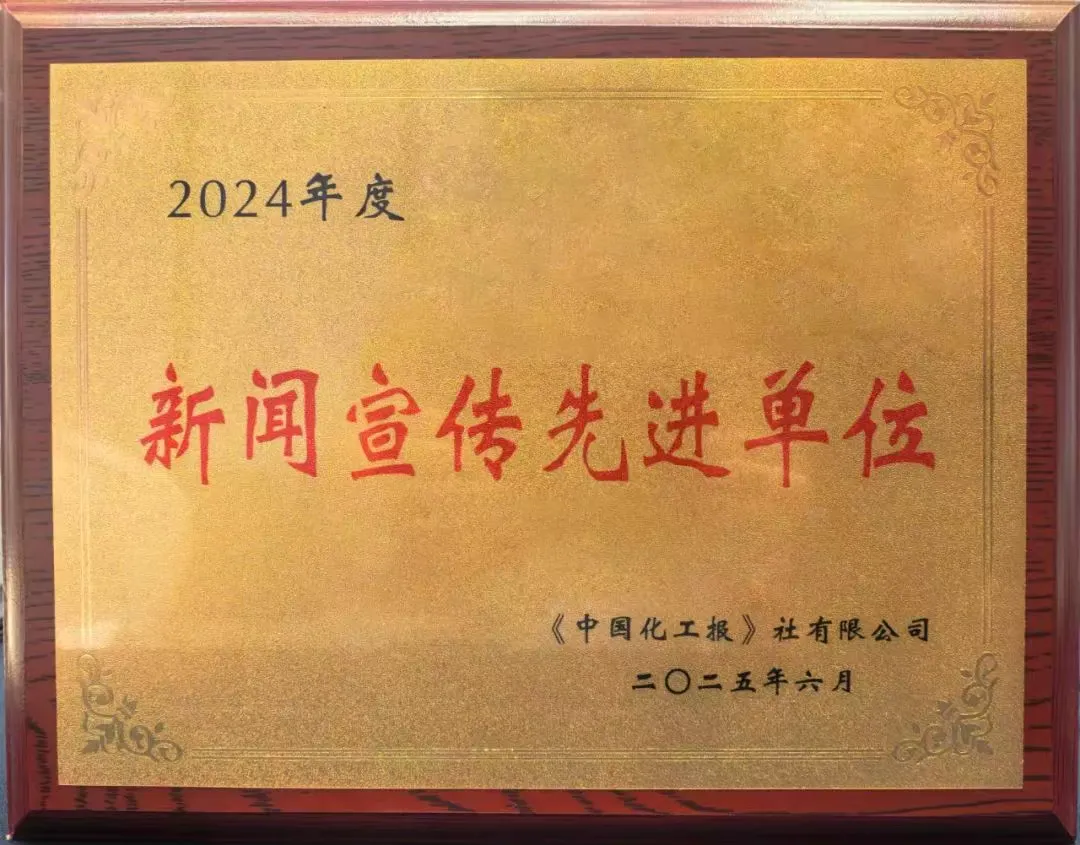 2024年度
新闻宣传先进单位
《中国化工报》社有限公司
二〇二五年六月